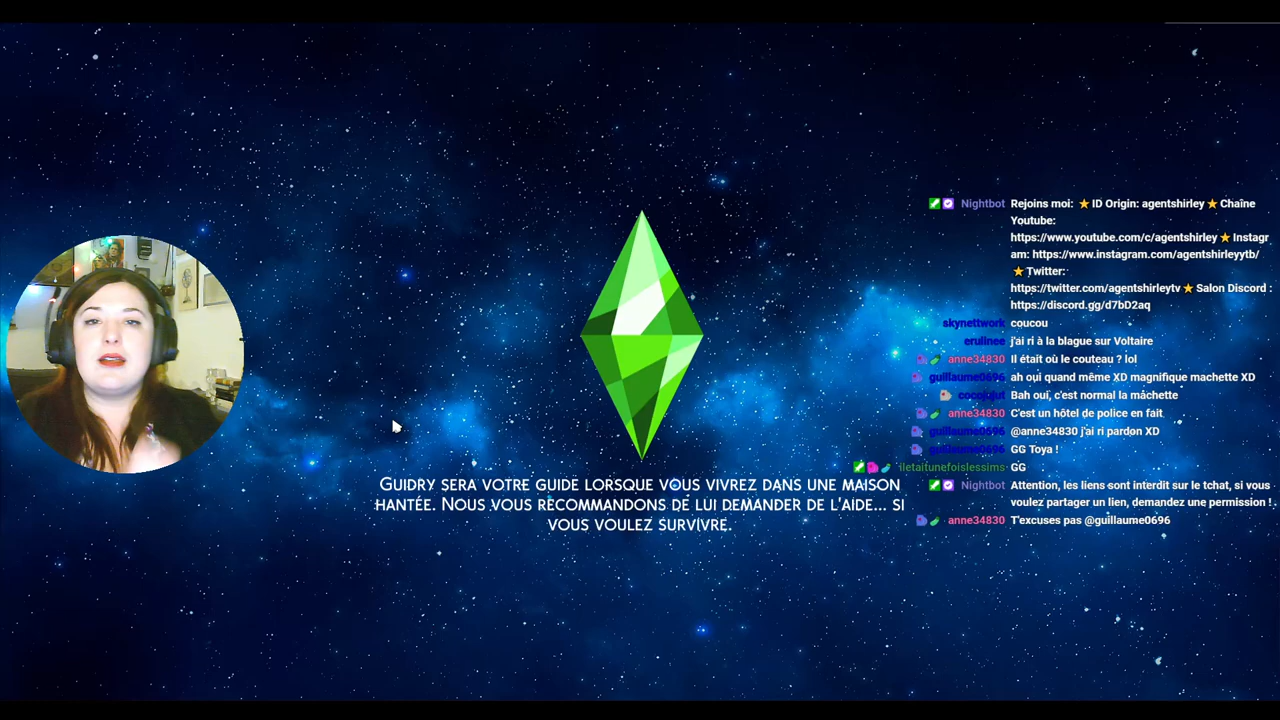 Nightbot Rejoins moi: ⭐ID Origin: agentshirley⭐Chaîne
Youtube:
https://www.youtube.com/c/agentshirley⭐Instagr
am: https://www.instagram.com/agentshirleyytb/
⭐Twitter:
https://twitter.com/agentshirleytv⭐Salon Discord :
https://discord.gg/d7bD2aq
skynettwork coucou
erulinee j'ai ri à la blague sur Voltaire
anne34830 Il était où le couteau ? lol
guillaume0696 ah oui quand même XD magnifique machette XD
cocojujut Bah oui, c'est normal la machette
anne34830 C'est un hôtel de police en fait
guillaume0696 @anne34830 j'ai ri pardon XD
guillaume0696 GG Toya !
iletaitunefoislessims GG
Nightbot Attention, les liens sont interdit sur le tchat, si vous
voulez partager un lien, demandez une permission !
anne34830 T'excuses pas @guillaume0696
Guidry sera votre guide lorsque vous vivrez dans une maison
hantée. Nous vous recommandons de lui demander de l'aide... si
vous voulez survivre.